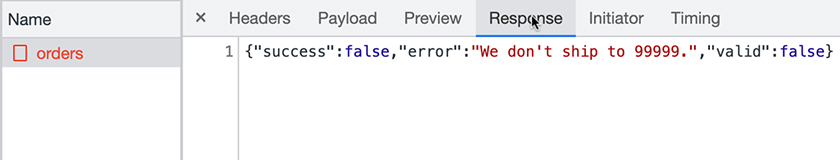 Name
× Headers Payload Preview Response Initiator Timing
orders
1 {"success":false,"error":"We don't ship to 99999.","valid":false}